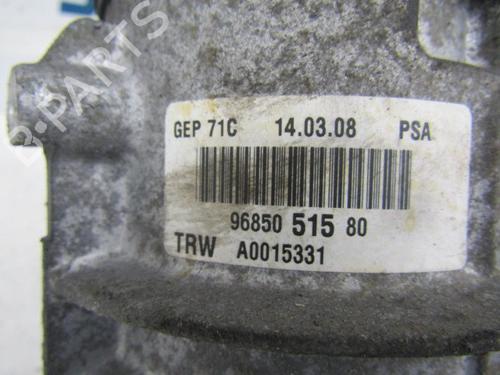 B-PARTS
GEP 71C 14.03.08 PSA
96850 515 80
TRW A0015331